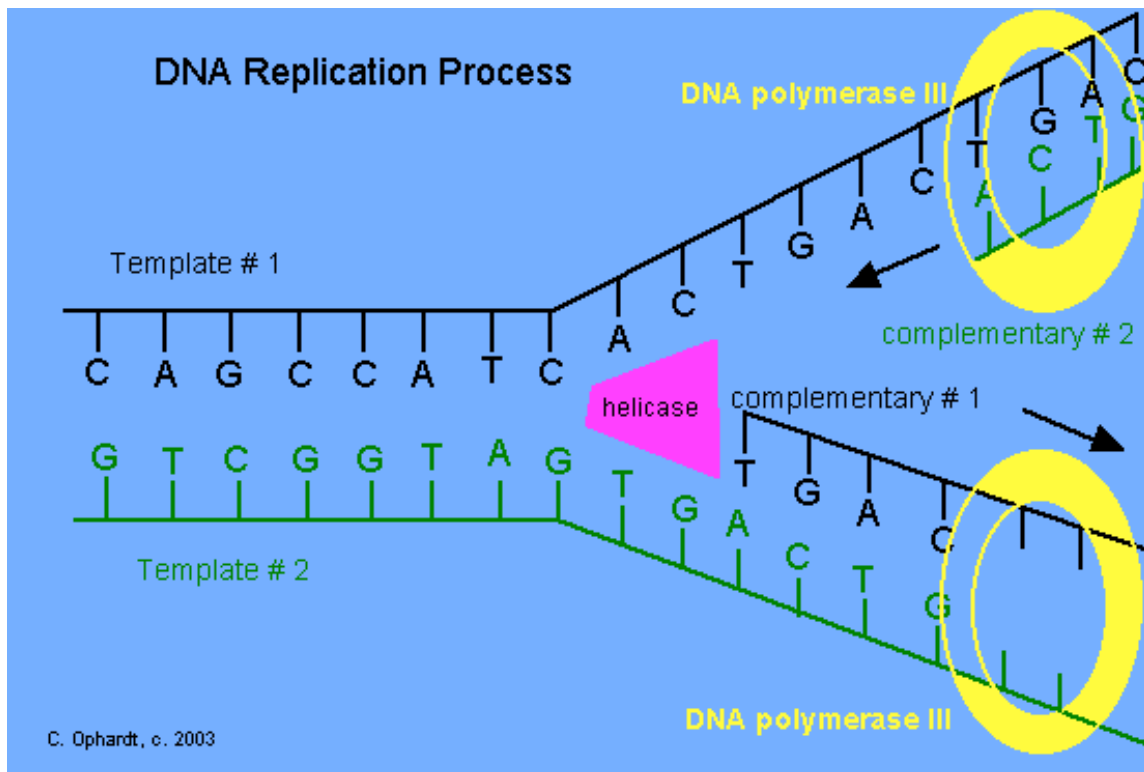 DNA Replication Process
DNA polymerase III
C A G C C A T C A C T G A C T G A C
A C T G
Template # 1
complementary # 2
helicase
complementary # 1
T G A C
G T C G G T A G T G A C T G
Template # 2
DNA polymerase III
C. Ophardt, c. 2003